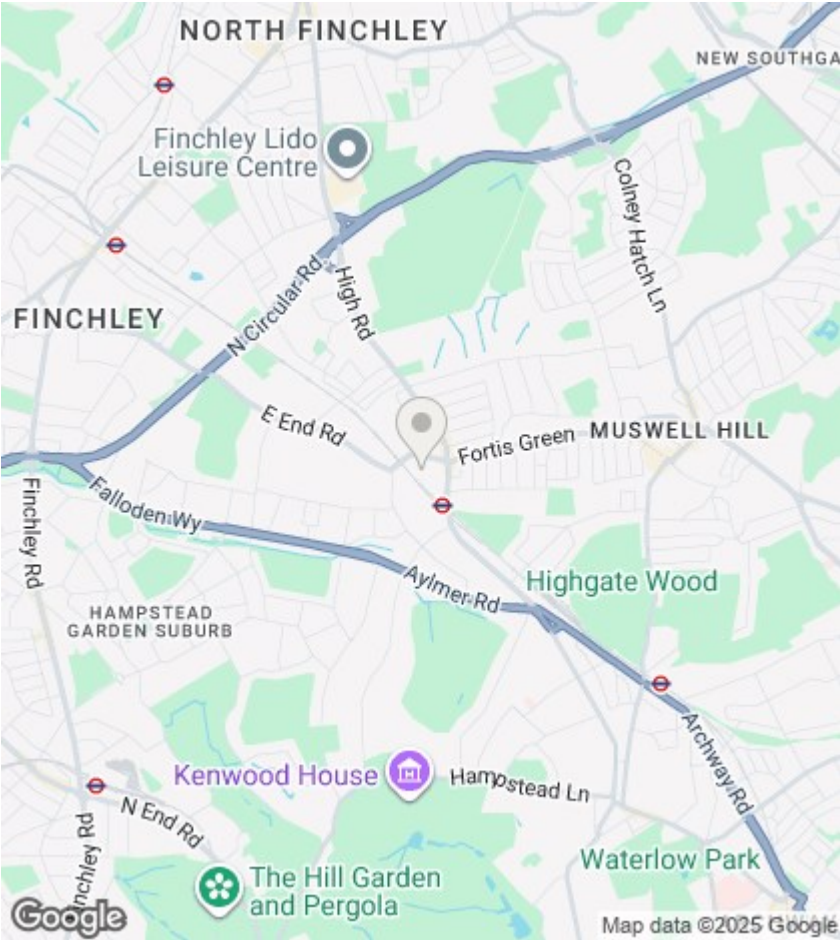 NORTH FINCHLEY
NEW SOUTHGA
Finchley Lido
Leisure Centre
Colney Hatch Ln
N Circular Rd
High Rd
FINCHLEY
E End Rd
Fortis Green
MUSWELL HILL
Finchley Rd
Falloden Wy
Aylmer Rd
Highgate Wood
HAMPSTEAD
GARDEN SUBURB
Archway Rd
Kenwood House
Hampstead Ln
N End Rd
inchley Rd
Waterlow Park
The Hill Garden
and Pergola
Google
Map data ©2025 Google